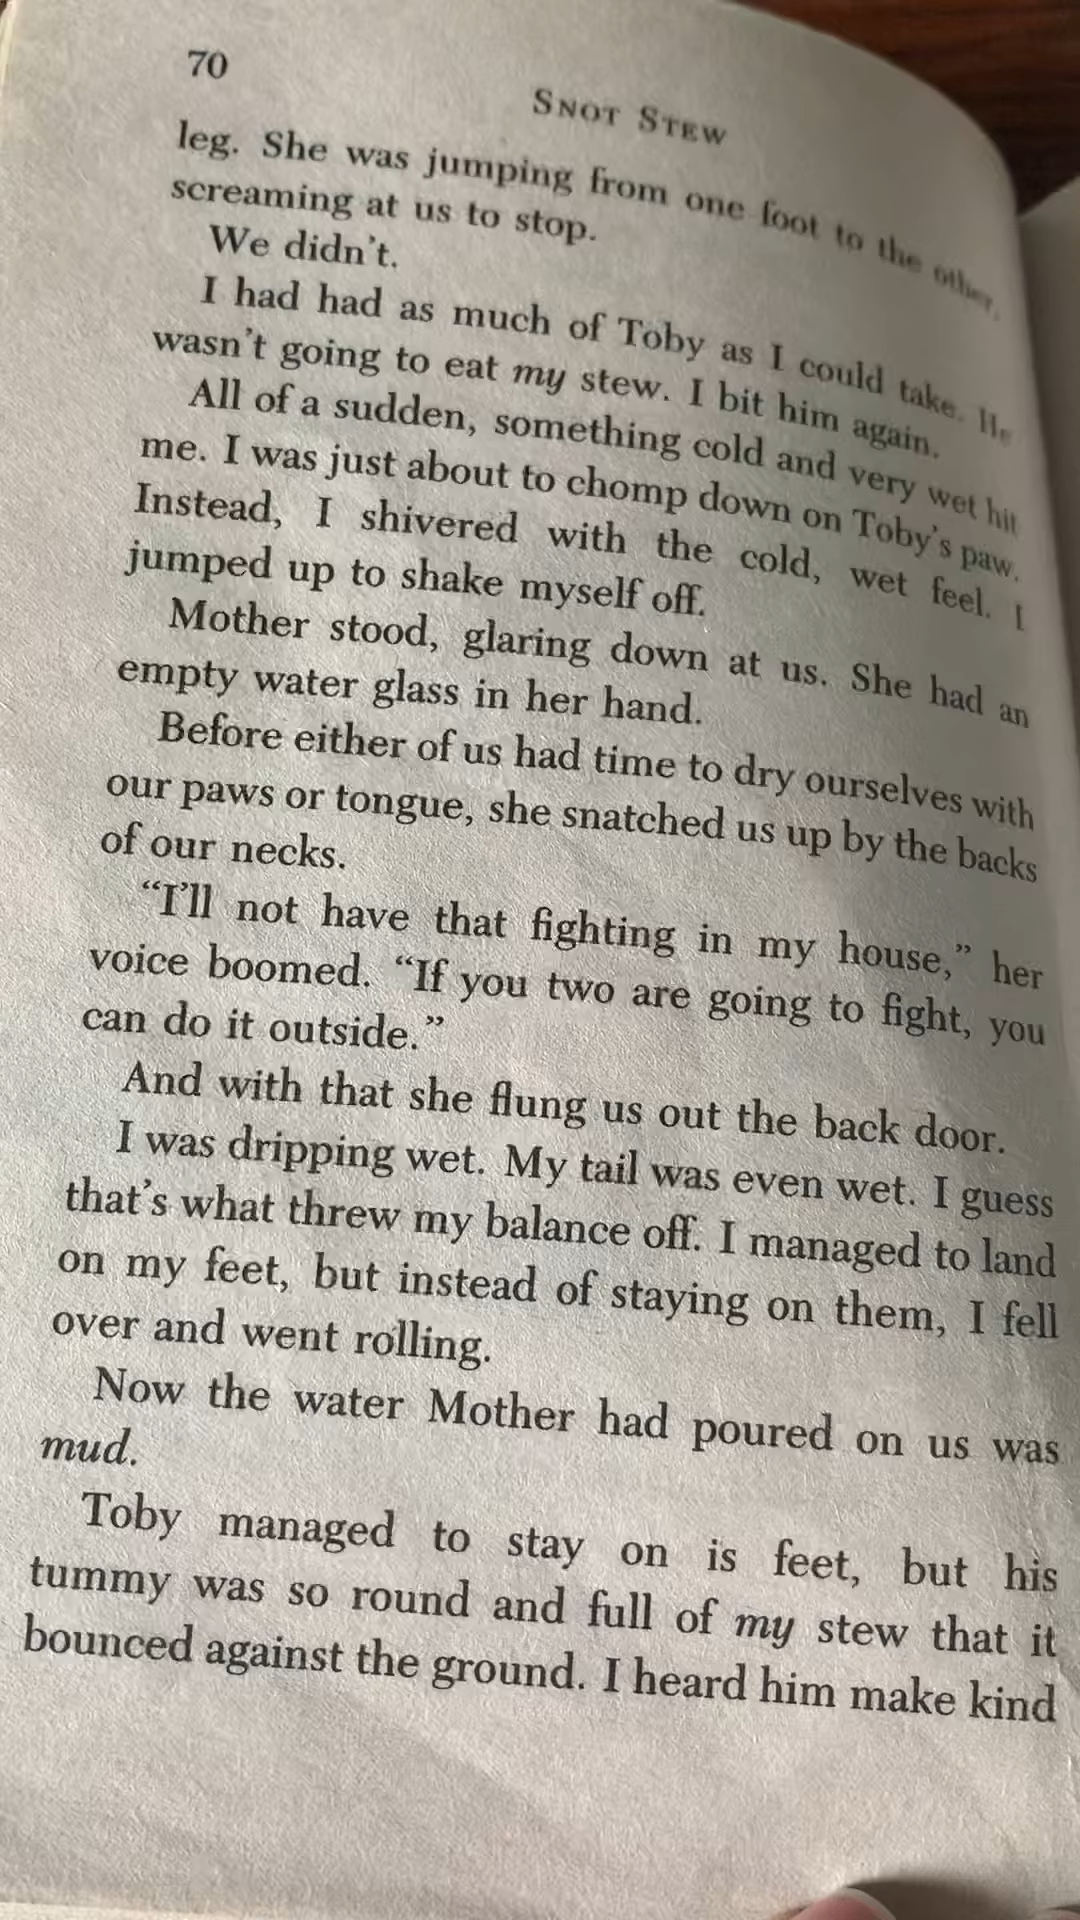 70
SNOT STEW
leg. She was jumping from one foot to the other,
screaming at us to stop.
We didn't.
I had had as much of Toby as I could take. He
wasn't going to eat my stew. I bit him again.
All of a sudden, something cold and very wet hit
me. I was just about to chomp down on Toby's paw.
Instead, I shivered with the cold, wet feel. I
jumped up to shake myself off.
Mother stood, glaring down at us. She had an
empty water glass in her hand.
Before either of us had time to dry ourselves with
our paws or tongue, she snatched us up by the backs
of our necks.
“I'll not have that fighting in my house,” her
voice boomed. “If you two are going to fight, you
can do it outside.”
And with that she flung us out the back door.
I was dripping wet. My tail was even wet. I guess
that's what threw my balance off. I managed to land
on my feet, but instead of staying on them, I fell
over and went rolling.
Now the water Mother had poured on us was
mud.
Toby managed to stay on is feet, but his
tummy was so round and full of my stew that it
bounced against the ground. I heard him make kind